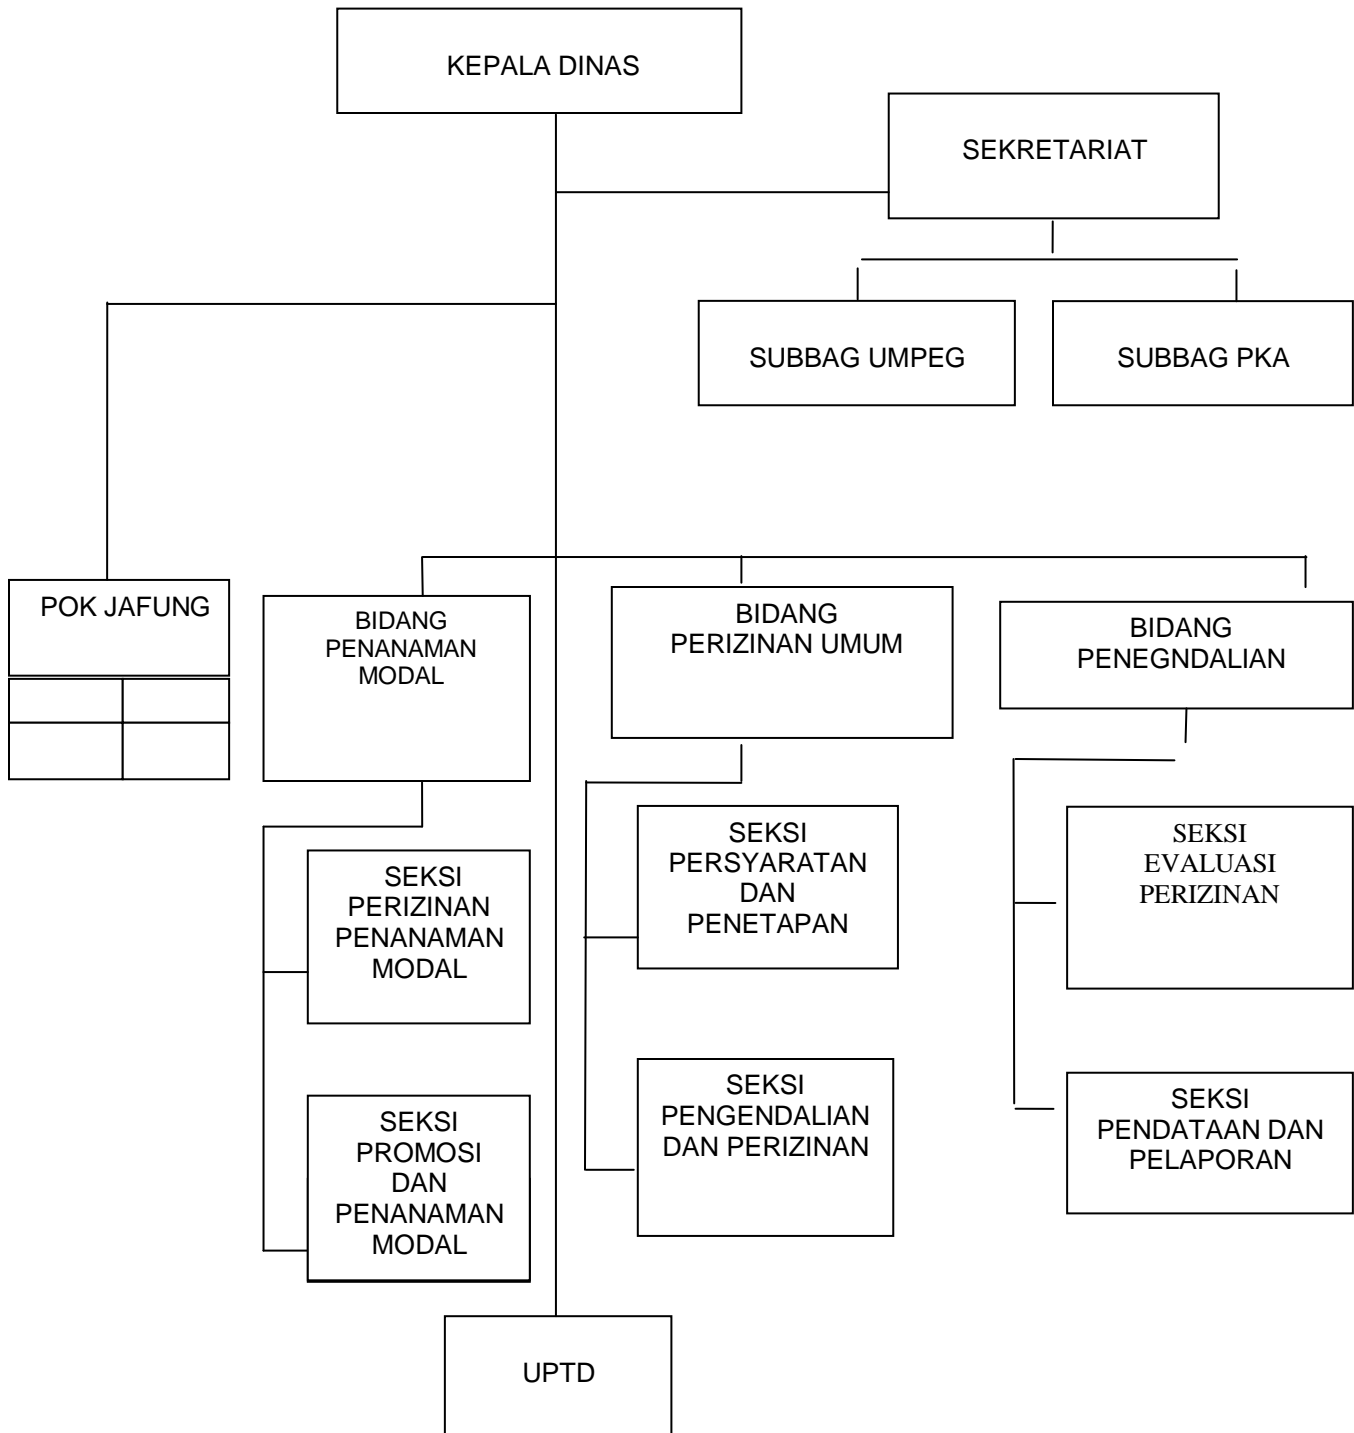 KEPALA DINAS
SEKRETARIAT
SUBBAG UMPEG
SUBBAG PKA
POK JAFUNG
BIDANG
PENANAMAN
MODAL
BIDANG
PERIZINAN UMUM
BIDANG
PENEGNDALIAN
SEKSI
PERIZINAN
PENANAMAN
MODAL
SEKSI
PERSYARATAN
DAN
PENETAPAN
SEKSI
EVALUASI
PERIZINAN
SEKSI
PROMOSI
DAN
PENANAMAN
MODAL
SEKSI
PENGENDALIAN
DAN PERIZINAN
SEKSI
PENDATAAN DAN
PELAPORAN
UPTD